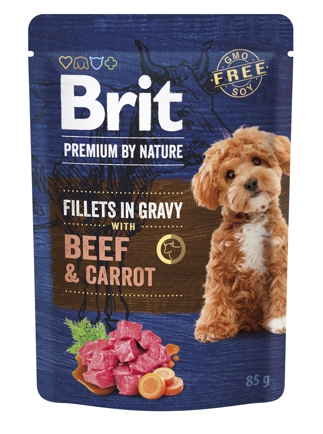 GMO
FREE
SOY
Brit
PREMIUM BY NATURE
FILLETS IN GRAVY
WITH
BEEF
& CARROT
85 g